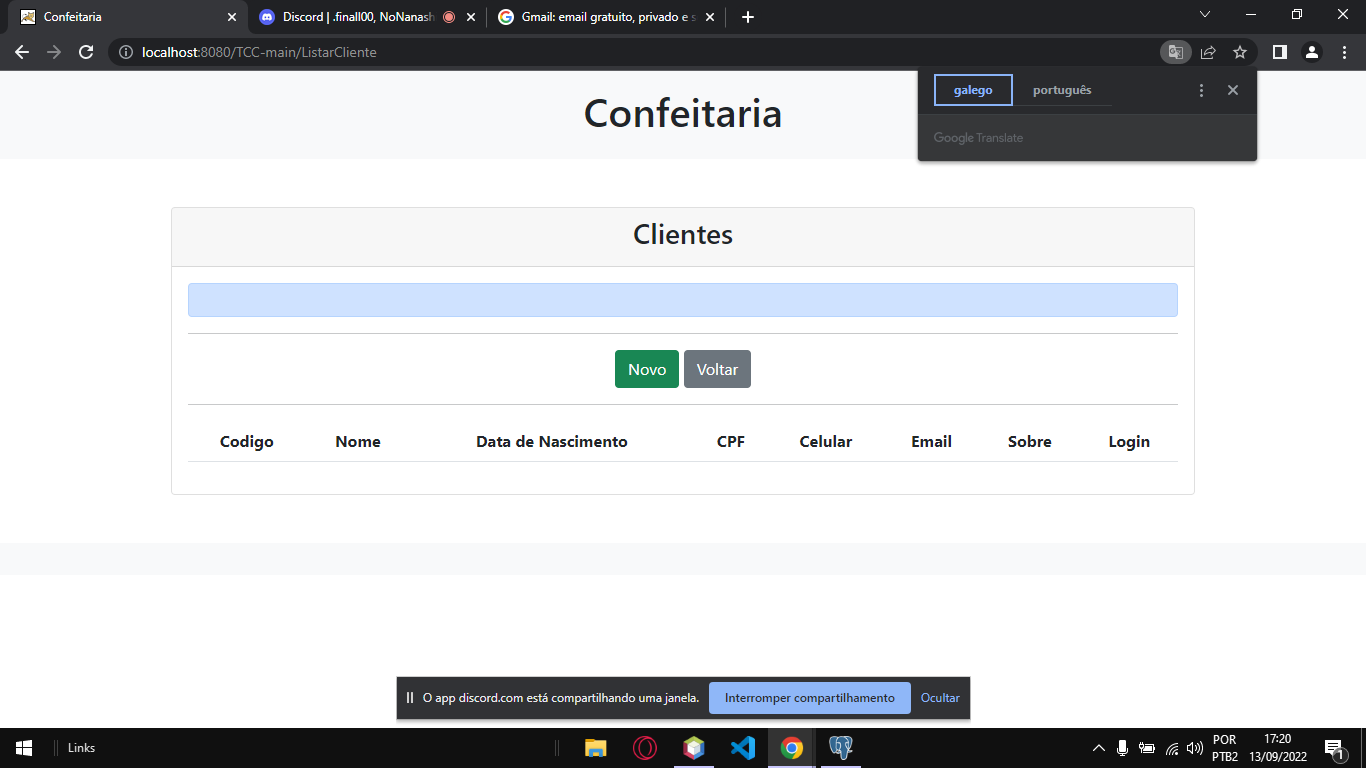 Confeitaria
Discord | .finall00, NoNanash
Gmail: email gratuito, privado e s
localhost:8080/TCC-main/ListarCliente
galego português
Google Translate
Confeitaria
Clientes
Novo Voltar
Codigo Nome Data de Nascimento CPF Celular Email Sobre Login
O app discord.com está compartilhando uma janela. Interromper compartilhamento Ocultar
Links
POR
PTB2
17:20
13/09/2022
1